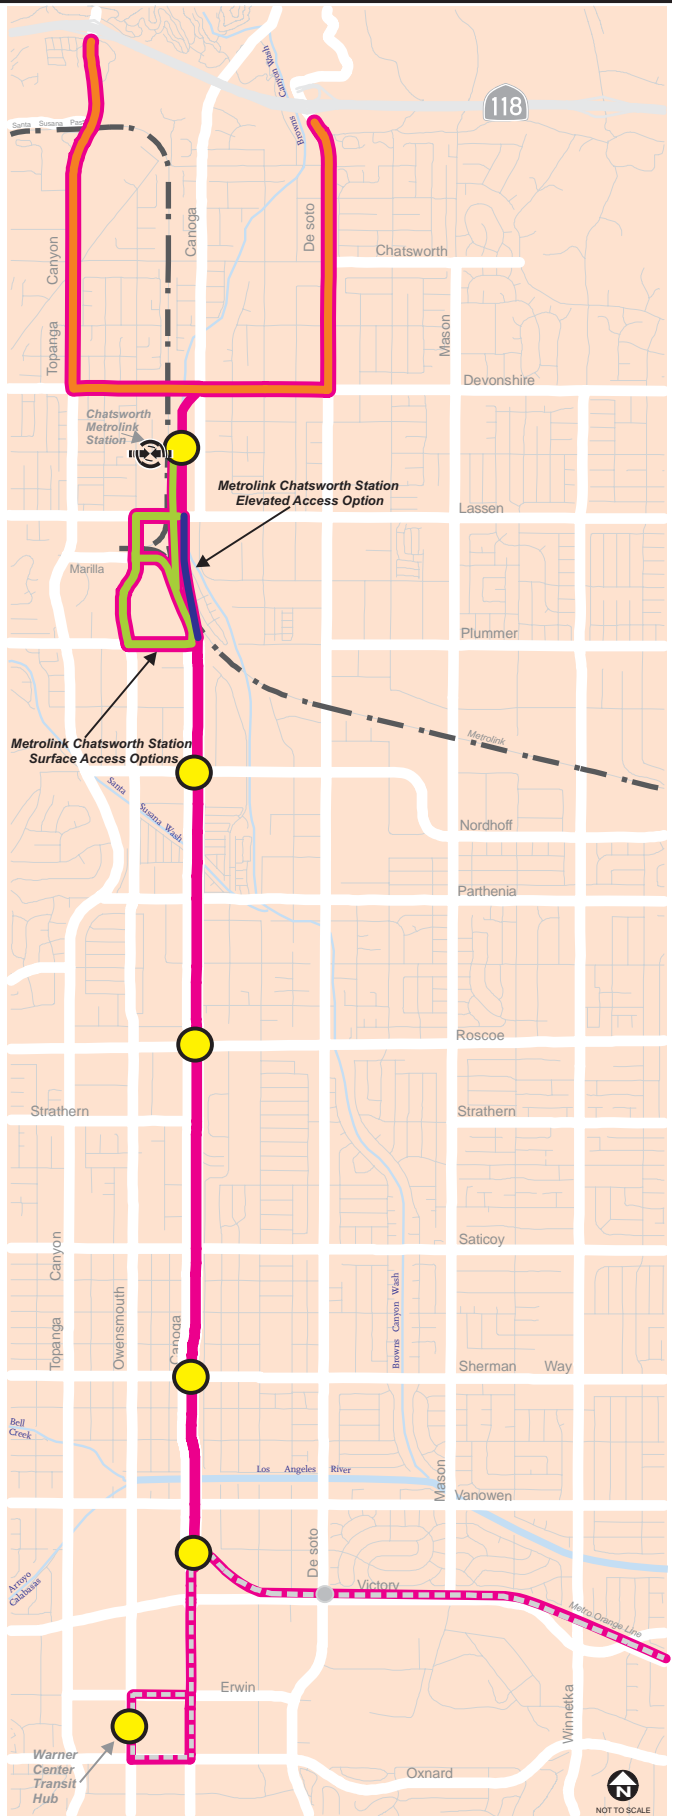 118
Santa Susana Pass
Canyon Wash
Browns
Canoga
De soto
Canyon
Topanga
Chatsworth
Mason
Devonshire
Chatsworth
Metrolink
Station
Metrolink Chatsworth Station
Elevated Access Option
Lassen
Marilla
Plummer
Metrolink
Metrolink Chatsworth Station
Surface Access Options
Santa
Susana Wash
Nordhoff
Parthenia
Roscoe
Strathern
Strathern
Saticoy
Canyon
Topanga
Owensmouth
Canoga
Browns Canyon Wash
Sherman Way
Bell
Creek
Los Angeles River
Mason
Vanowen
De soto
Arroyo
Calabasas
Victory
Metro Orange Line
Erwin
Winnetka
Warner
Center
Transit
Hub
Oxnard
N
NOT TO SCALE